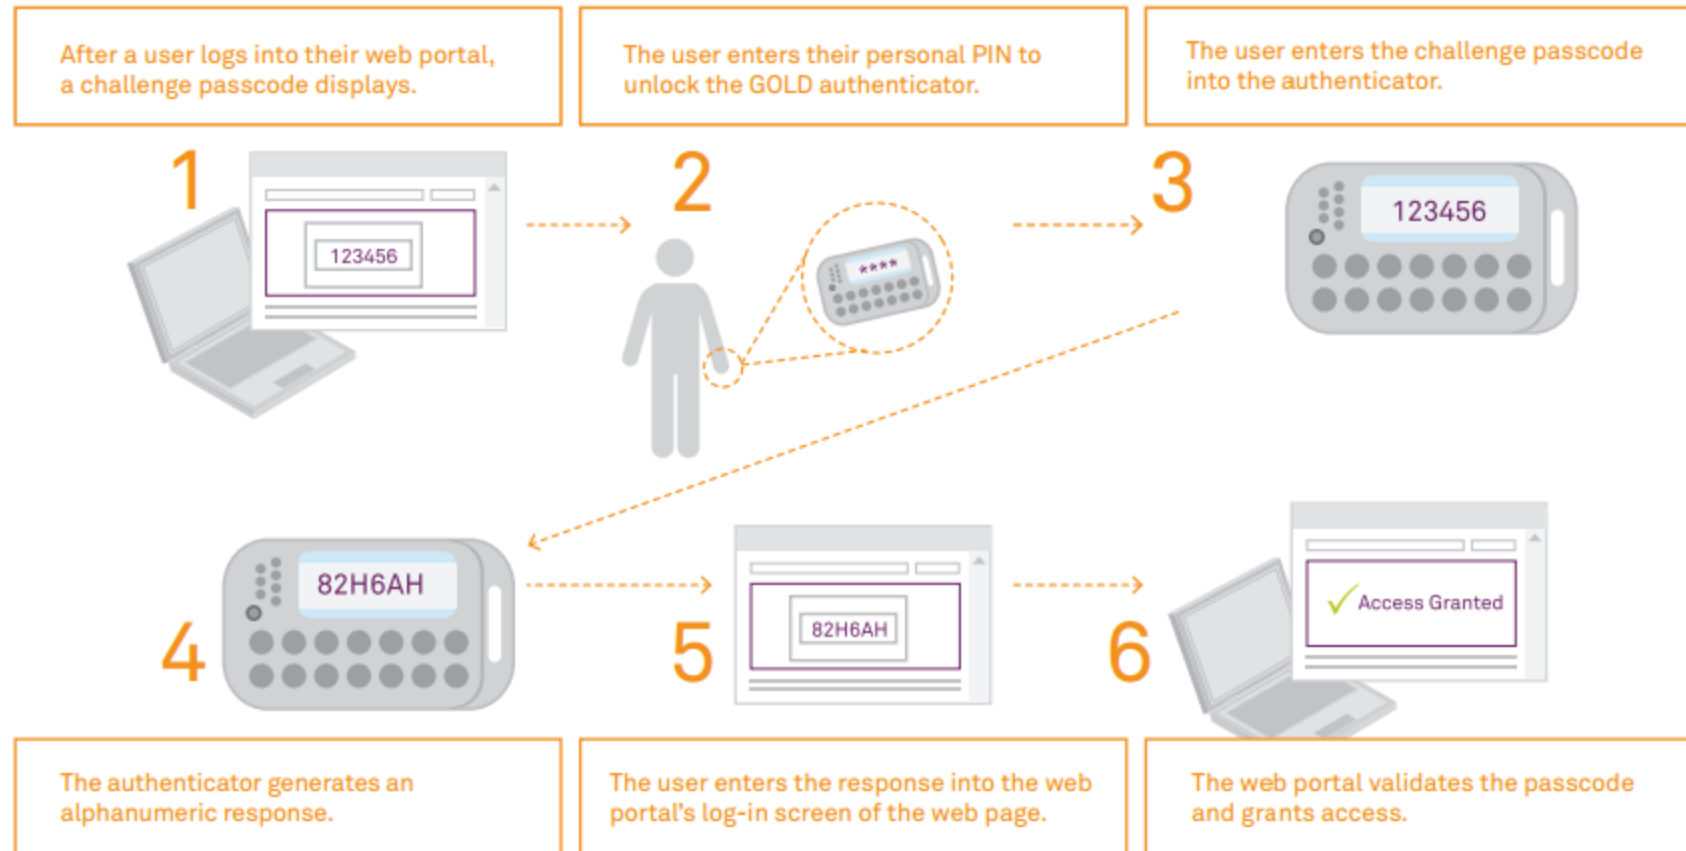 After a user logs into their web portal,
a challenge passcode displays.
The user enters their personal PIN to
unlock the GOLD authenticator.
The user enters the challenge passcode
into the authenticator.
1
123456
2
****
3
123456
4
82H6AH
5
82H6AH
6
Access Granted
The authenticator generates an
alphanumeric response.
The user enters the response into the web
portal's log-in screen of the web page.
The web portal validates the passcode
and grants access.